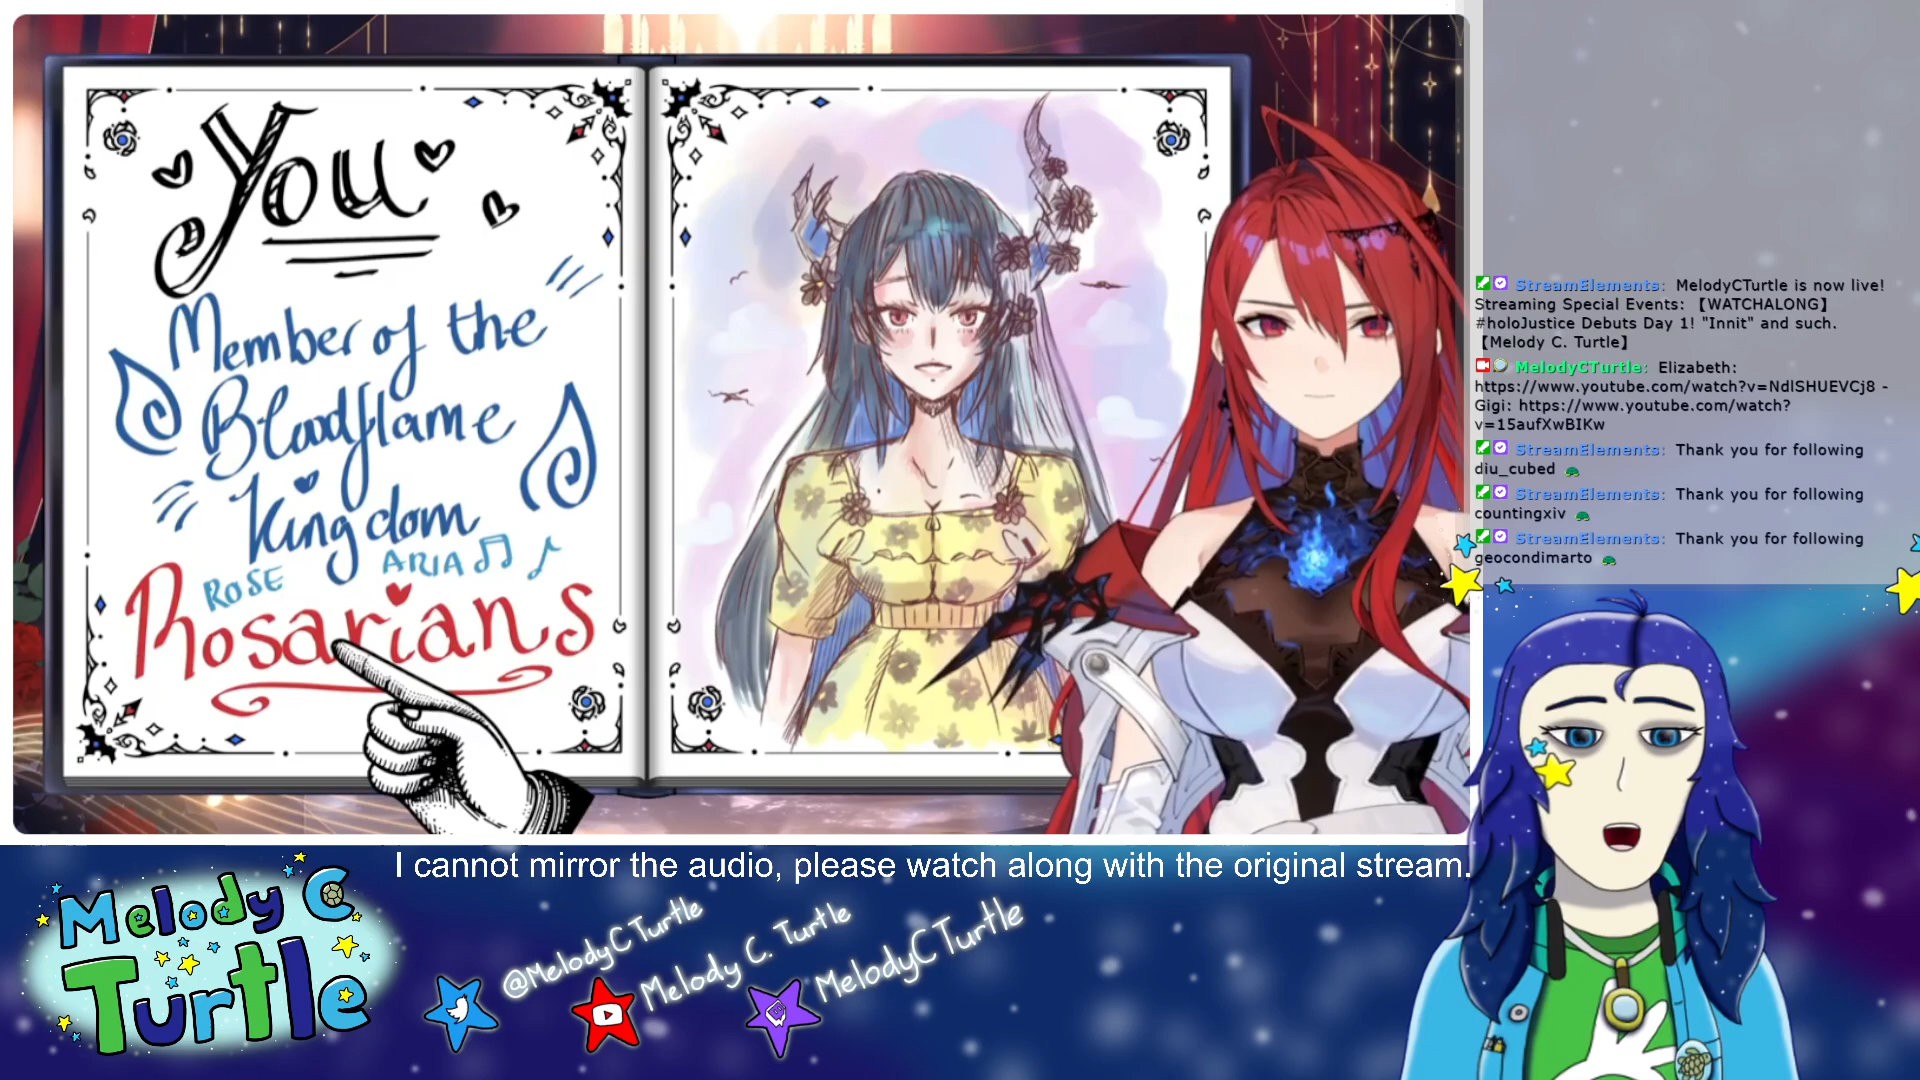 You
Member of the
Bloodflame
Kingdom
ROSE ARIA
Rosarians
StreamElements: MelodyCTurtle is now live!
Streaming Special Events: 【WATCHALONG】
#holoJustice Debuts Day 1! "Innit" and such.
【Melody C. Turtle】
MelodyCTurtle: Elizabeth:
https://www.youtube.com/watch?v=NdlSHUEVCj8 -
Gigi: https://www.youtube.com/watch?
v=15aufXwBIKw
StreamElements: Thank you for following
diu_cubed
StreamElements: Thank you for following
countingxiv
StreamElements: Thank you for following
geocondimarto
I cannot mirror the audio, please watch along with the original stream.
Melody C.
Turtle
@MelodyCTurtle
Melody C. Turtle
MelodyCTurtle